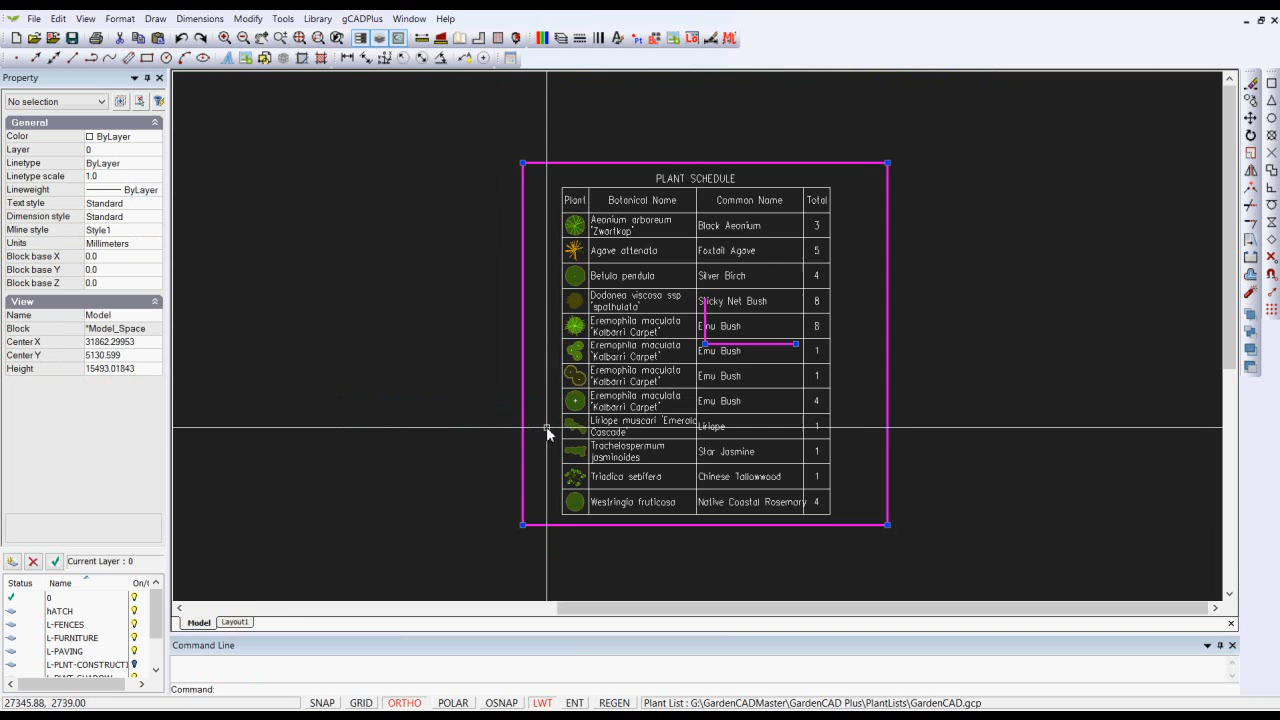 File Edit View Format Draw Dimensions Modify Tools Library gCADPlus Window Help
Property
No selection
General
Color ByLayer
Layer 0
Linetype ByLayer
Linetype scale 1.0
Lineweight ByLayer
Text style Standard
Dimension style Standard
Mline style Style1
Units Millimeters
Block base X 0.0
Block base Y 0.0
Block base Z 0.0
View
Name Model
Block *Model_Space
Center X 31862.29953
Center Y 5130.599
Height 15493.01843
Current Layer : 0
Status Name On/(
0
hATCH
L-FENCES
L-FURNITURE
L-PAVING
L-PLNT-CONSTRUCTI
PLANT SCHEDULE
Plant Botanical Name Common Name Total
Aeonium arboreum
'Zwartkop' Black Aeonium 3
Agave attenata Foxtail Agave 5
Betula pendula Silver Birch 4
Dodonea viscosa ssp
'spathulata' Sticky Net Bush 8
Eremophila maculata
'Kalbarri Carpet' Emu Bush 8
Eremophila maculata
'Kalbarri Carpet' Emu Bush 1
Eremophila maculata
'Kalbarri Carpet' Emu Bush 1
Eremophila maculata
'Kalbarri Carpet' Emu Bush 4
Liriope muscari 'Emerald
Cascade' Liriope 1
Trachelospermum
jasminoides Star Jasmine 1
Triadica sebifera Chinese Tallowwood 1
Westringia fruticosa Native Coastal Rosemary 4
Model Layout1
Command Line
Command:
27345.88, 2739.00 SNAP GRID ORTHO POLAR OSNAP LWT ENT REGEN Plant List : G:\GardenCADMaster\GardenCAD Plus\PlantLists\GardenCAD.gcp